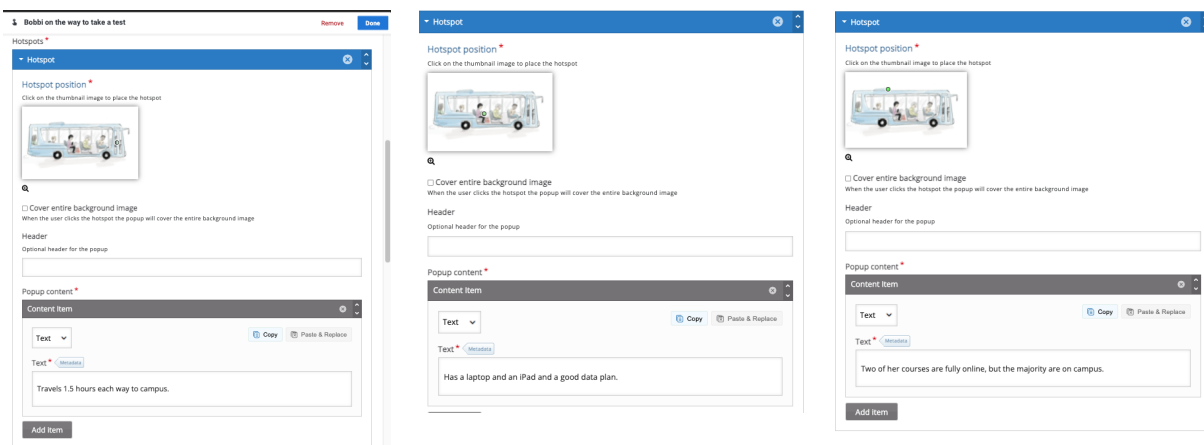 Bobbi on the way to take a test
Remove
Done
Hotspots*
Hotspot
Hotspot position *
Click on the thumbnail image to place the hotspot
Cover entire background image
When the user clicks the hotspot the popup will cover the entire background image
Header
Optional header for the popup
Popup content *
Content Item
Text
Copy
Paste & Replace
Text * Metadata
Travels 1.5 hours each way to campus.
Add item
Hotspot
Hotspot position *
Click on the thumbnail image to place the hotspot
Cover entire background image
When the user clicks the hotspot the popup will cover the entire background image
Header
Optional header for the popup
Popup content *
Content Item
Text
Copy
Paste & Replace
Text * Metadata
Has a laptop and an iPad and a good data plan.
Hotspot
Hotspot position *
Click on the thumbnail image to place the hotspot
Cover entire background image
When the user clicks the hotspot the popup will cover the entire background image
Header
Optional header for the popup
Popup content *
Content Item
Text
Copy
Paste & Replace
Text * Metadata
Two of her courses are fully online, but the majority are on campus.
Add item